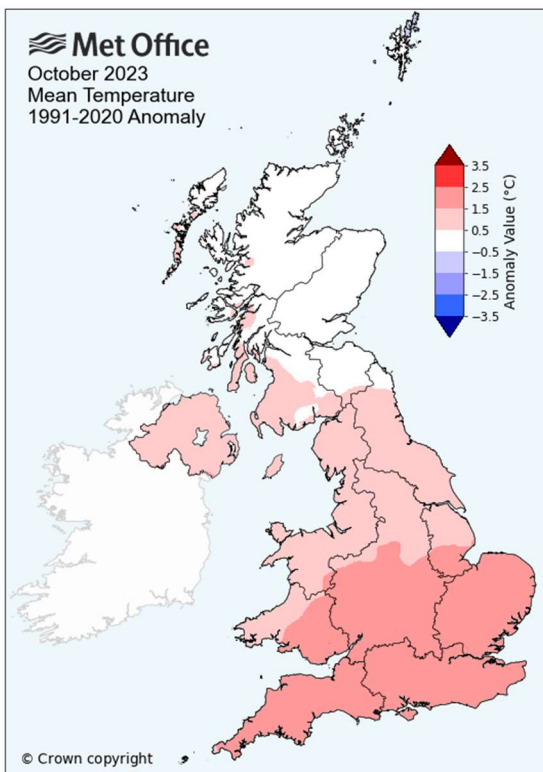 Met Office
October 2023
Mean Temperature
1991-2020 Anomaly
3.5
2.5
1.5
0.5
−0.5
−1.5
−2.5
−3.5
Anomaly Value (°C)
© Crown copyright